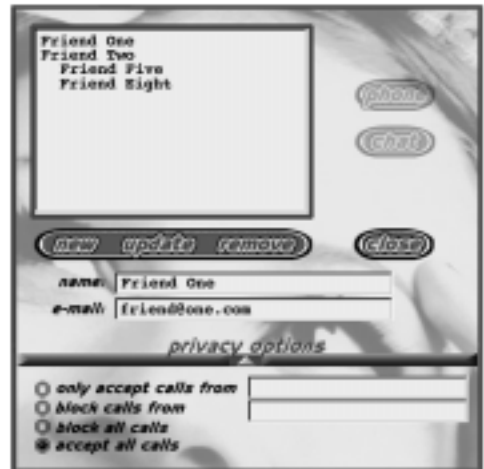 Friend One
Friend Two
Friend Five
Friend Eight
phone
chat
new update remove close
name: Friend One
e-mail: friend@one.com
privacy options
only accept calls from
block calls from
block all calls
accept all calls